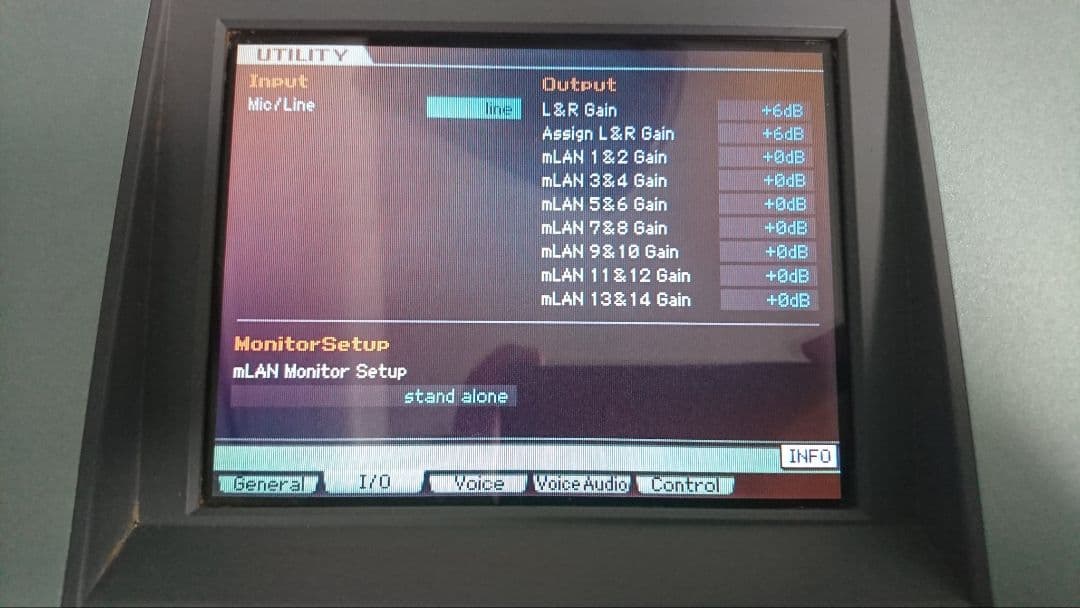 UTILITY
Input
Mic/Line line
Output
L&R Gain +6dB
Assign L&R Gain +6dB
mLAN 1&2 Gain +0dB
mLAN 3&4 Gain +0dB
mLAN 5&6 Gain +0dB
mLAN 7&8 Gain +0dB
mLAN 9&10 Gain +0dB
mLAN 11&12 Gain +0dB
mLAN 13&14 Gain +0dB
MonitorSetup
mLAN Monitor Setup
stand alone
INFO
General I/O Voice Voice Audio Control